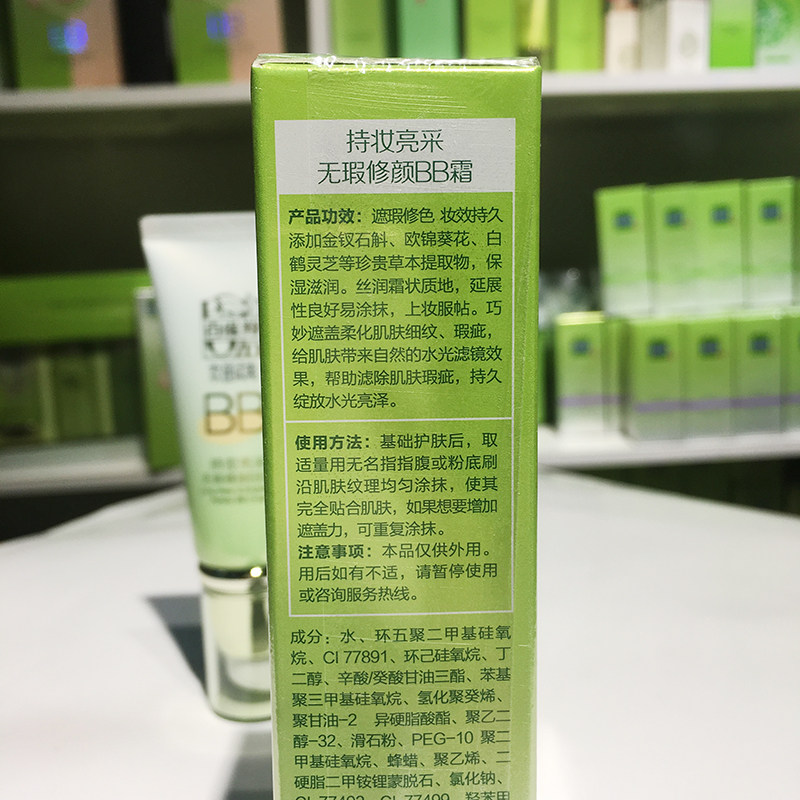 持妆亮采
无瑕修颜BB霜
产品功效：遮瑕修色 妆效持久
添加金钗石斛、欧锦葵花、白
鹤灵芝等珍贵草本提取物，保
湿滋润。丝润霜状质地，延展
性良好易涂抹，上妆服帖。巧
妙遮盖柔化肌肤细纹、瑕疵，
给肌肤带来自然的水光滤镜效
果，帮助滤除肌肤瑕疵，持久
绽放水光亮泽。
使用方法：基础护肤后，取
适量用无名指指腹或粉底刷
沿肌肤纹理均匀涂抹，使其
完全贴合肌肤，如果想要增加
遮盖力，可重复涂抹。
注意事项：本品仅供外用。
用后如有不适，请暂停使用
或咨询服务热线。
成分：水、环五聚二甲基硅氧
烷、CI 77891、环己硅氧烷、丁
二醇、辛酸/癸酸甘油三酯、苯基
聚三甲基硅氧烷、氢化聚癸烯、
聚甘油-2 异硬脂酸酯、聚乙二
醇-32、滑石粉、PEG-10 聚二
甲基硅氧烷、蜂蜡、聚乙烯、二
硬脂二甲铵锂蒙脱石、氯化钠、
CI 77492、CI 77499、羟苯甲
BB